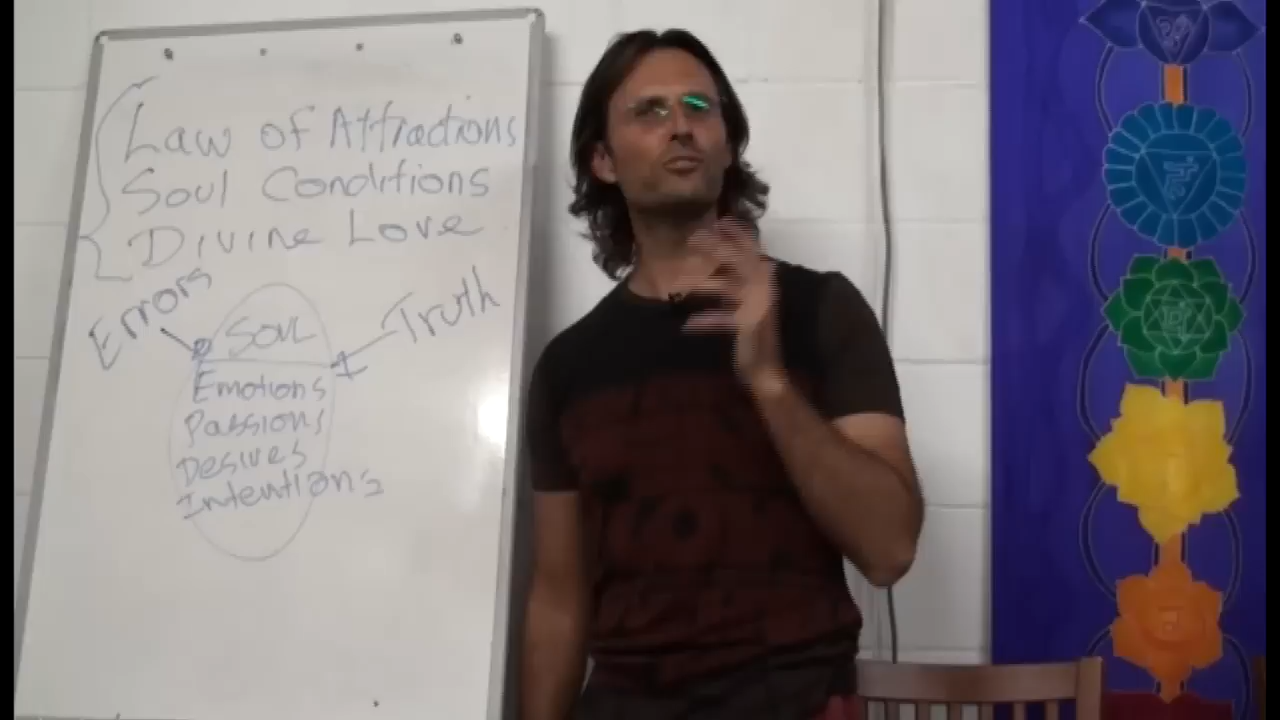 Law of Attractions
Soul Conditions
Divine Love
Errors
Truth
Soul
Emotions
Passions
Desires
Intentions